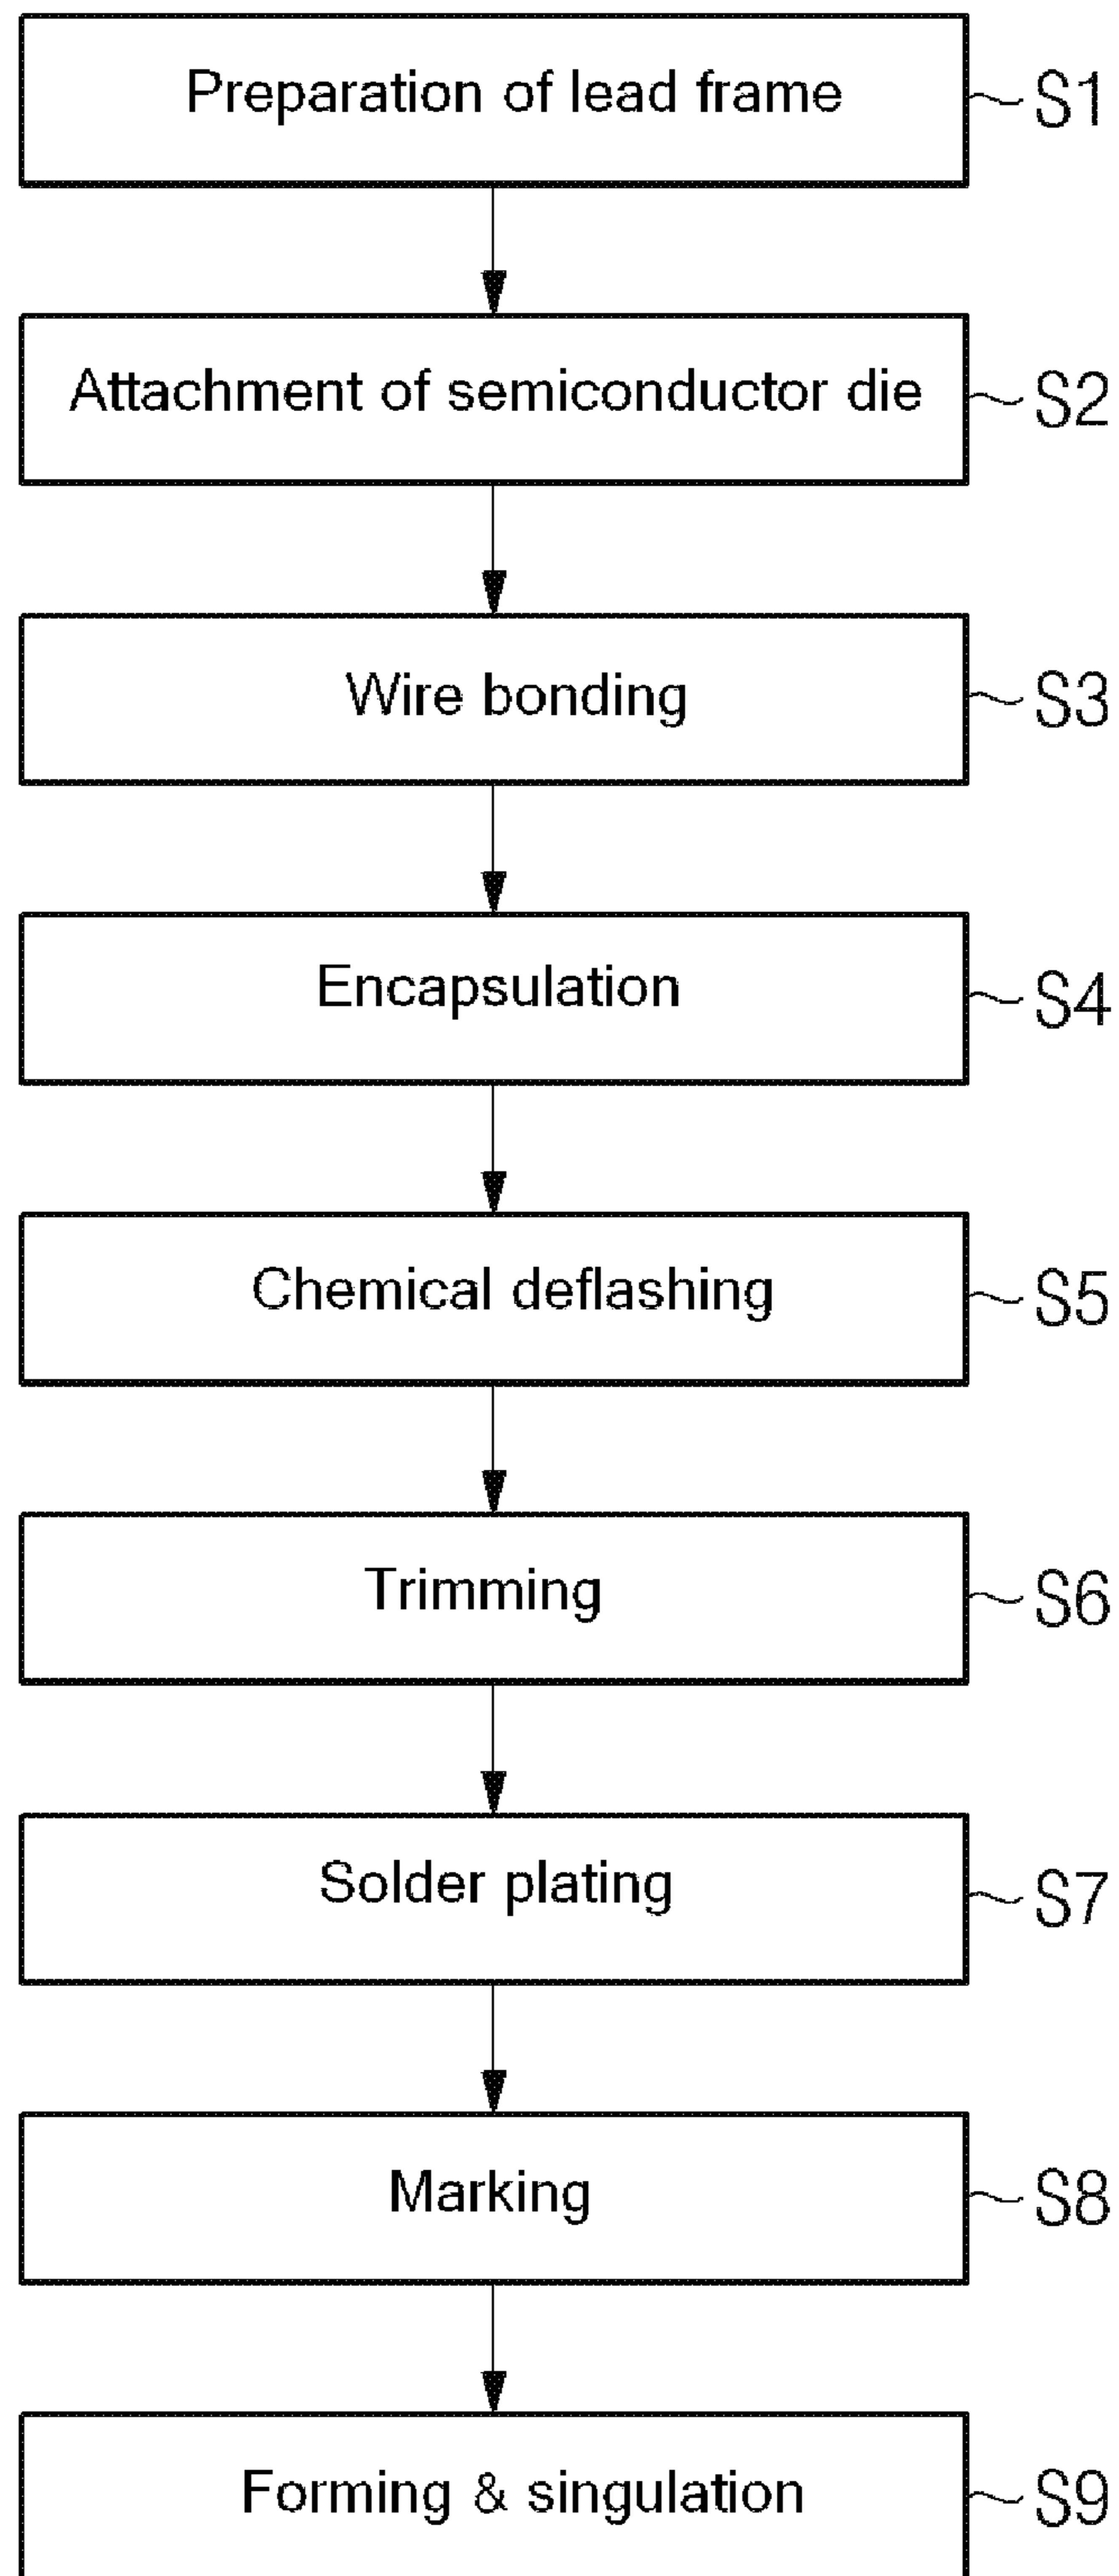 Preparation of lead frame S1
Attachment of semiconductor die S2
Wire bonding S3
Encapsulation S4
Chemical deflashing S5
Trimming S6
Solder plating S7
Marking S8
Forming & singulation S9